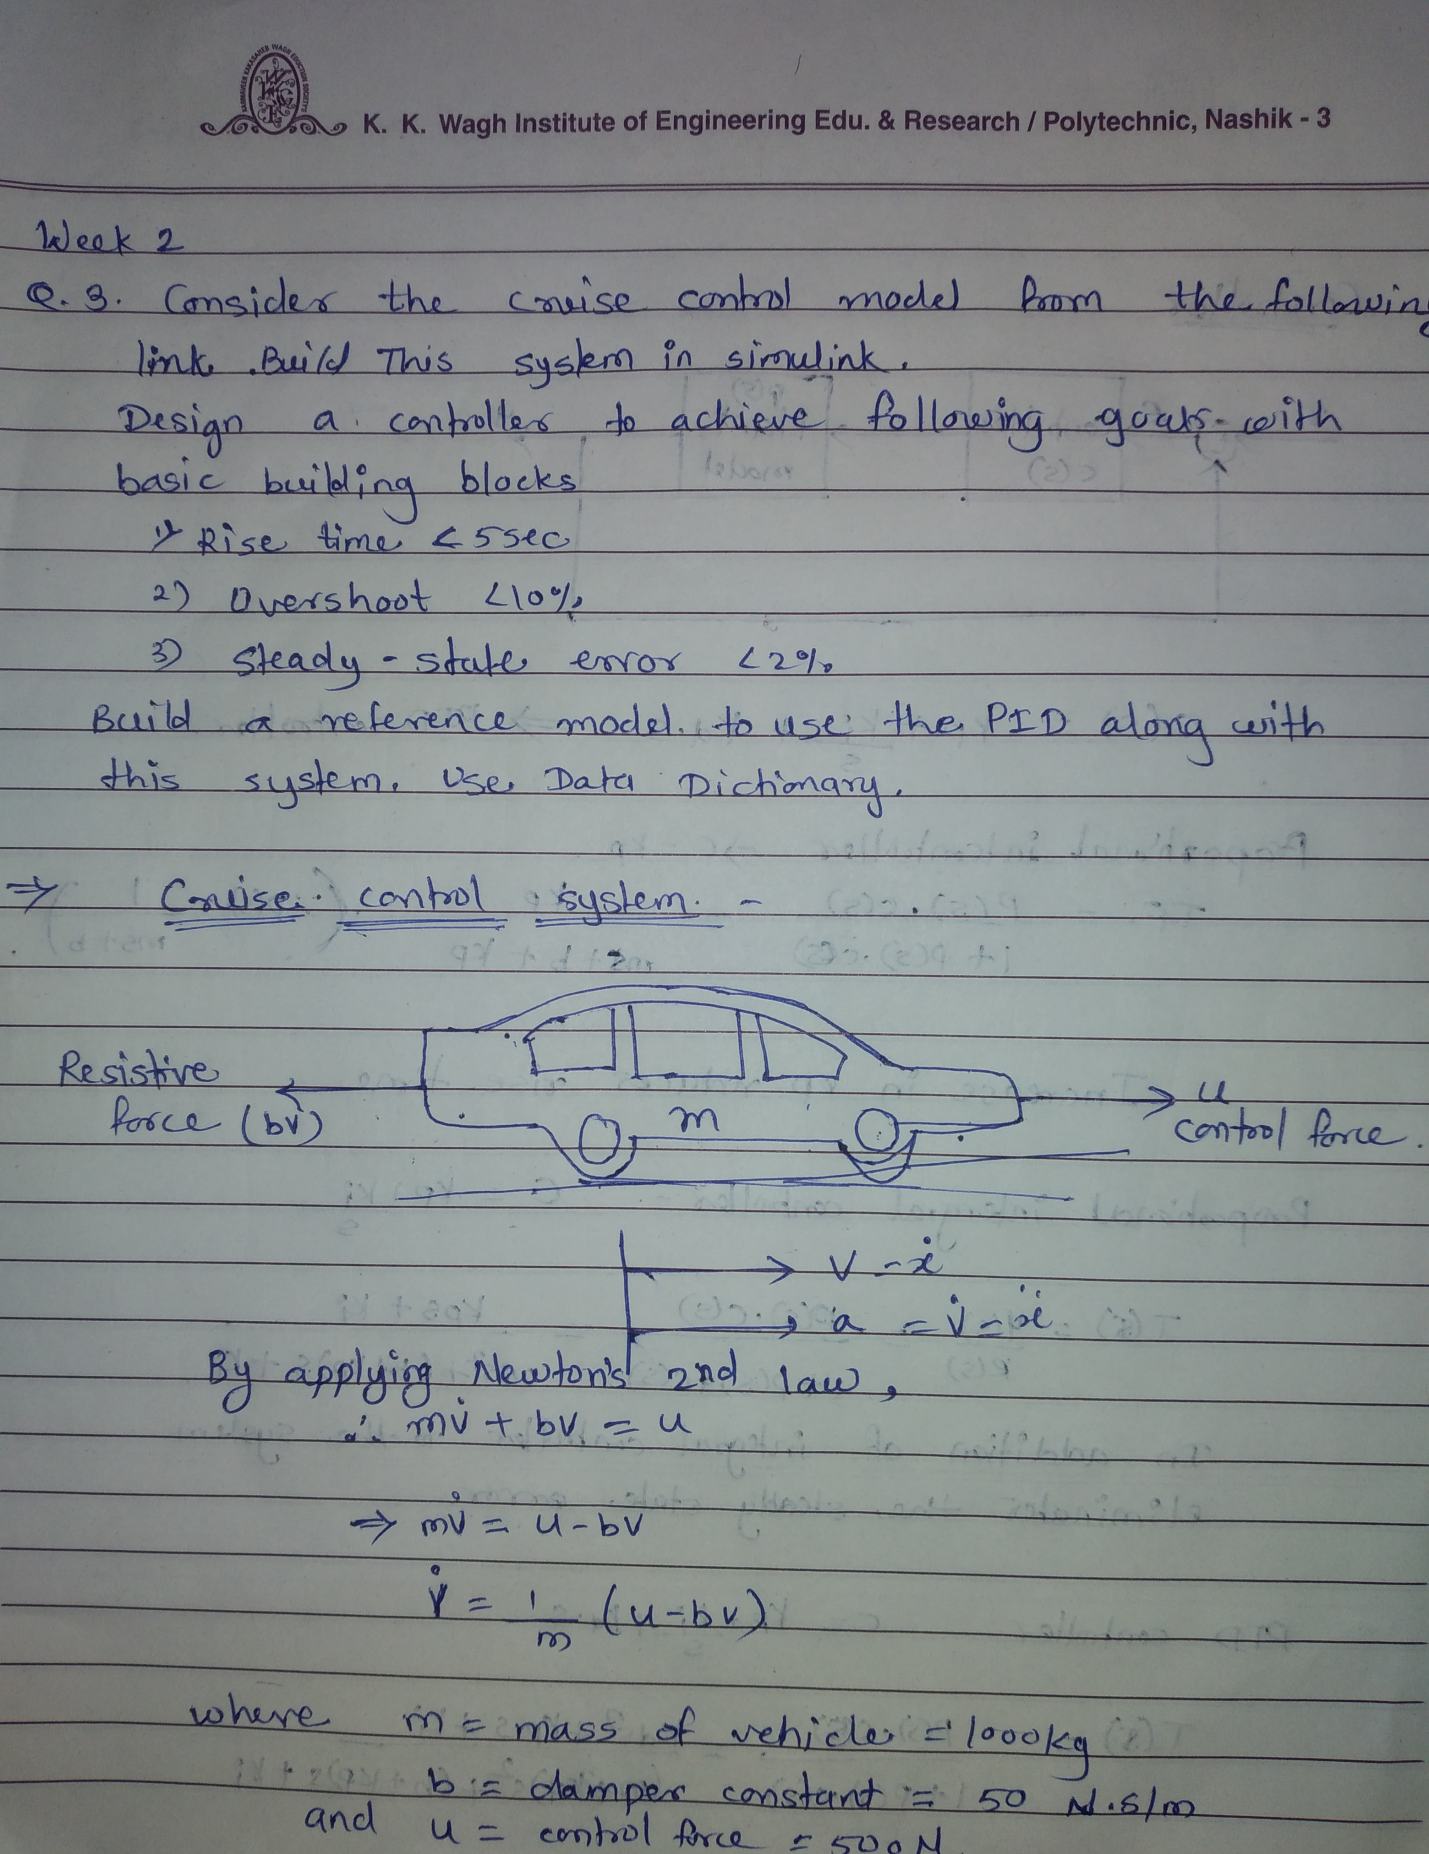 K. K. Wagh Institute of Engineering Edu. & Research / Polytechnic, Nashik - 3
Week 2
Q. 3. Consider the cruise control model from the following
link. Build This system in simulink.
Design a controller to achieve following goals with
basic building blocks
1) Rise time < 5 sec
2) Overshoot <10%
3) Steady - state error <2%
Build a reference model to use the PID along with
this system. Use Data Dictionary.
⇒ Cruise control system. -
Resistive
force (bv)
m
u
control force.
v = ẋ
a = v̇ = ẍ
By applying Newton's 2nd law,
∴ mv̇ + bv = u
⇒ mv̇ = u - bv
v̇ = 1/m (u - bv)
where m = mass of vehicle = 1000kg
b = damper constant = 50 N.s/m
and u = control force = 500N